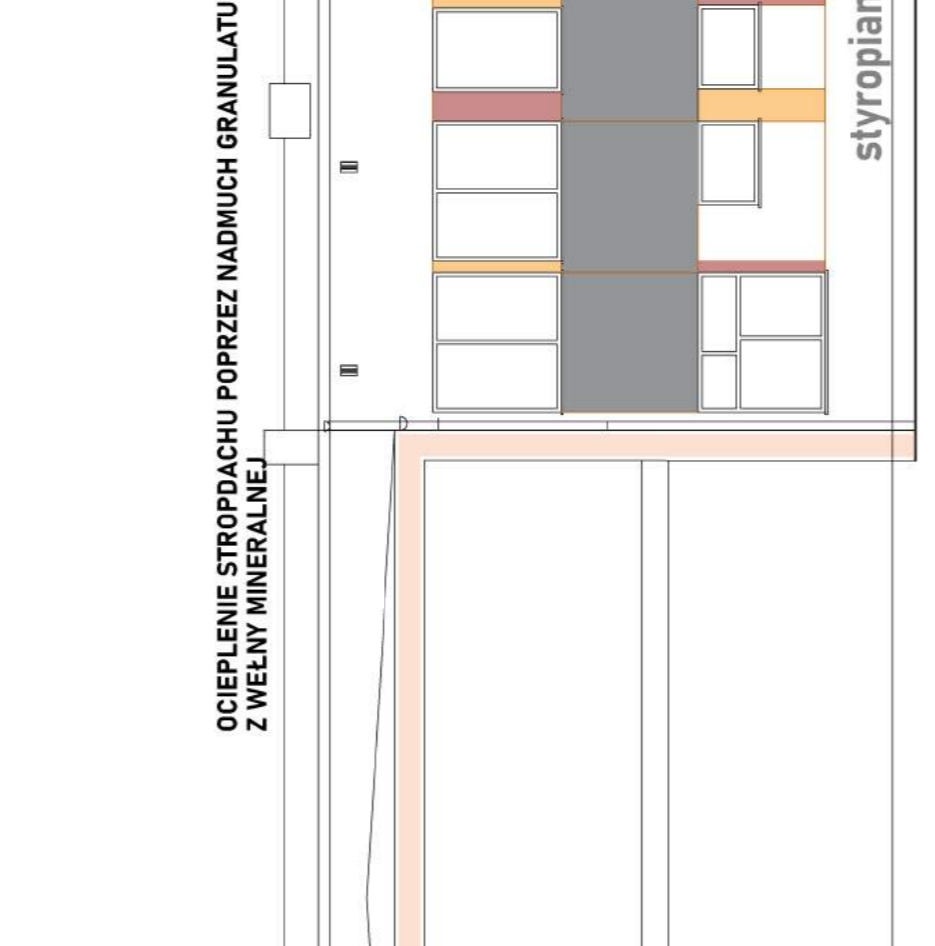 OCIEPLENIE STROPDACHU POPRZEZ NADMUCH GRANULATU
Z WEŁNY MINERALNEJ
styropian